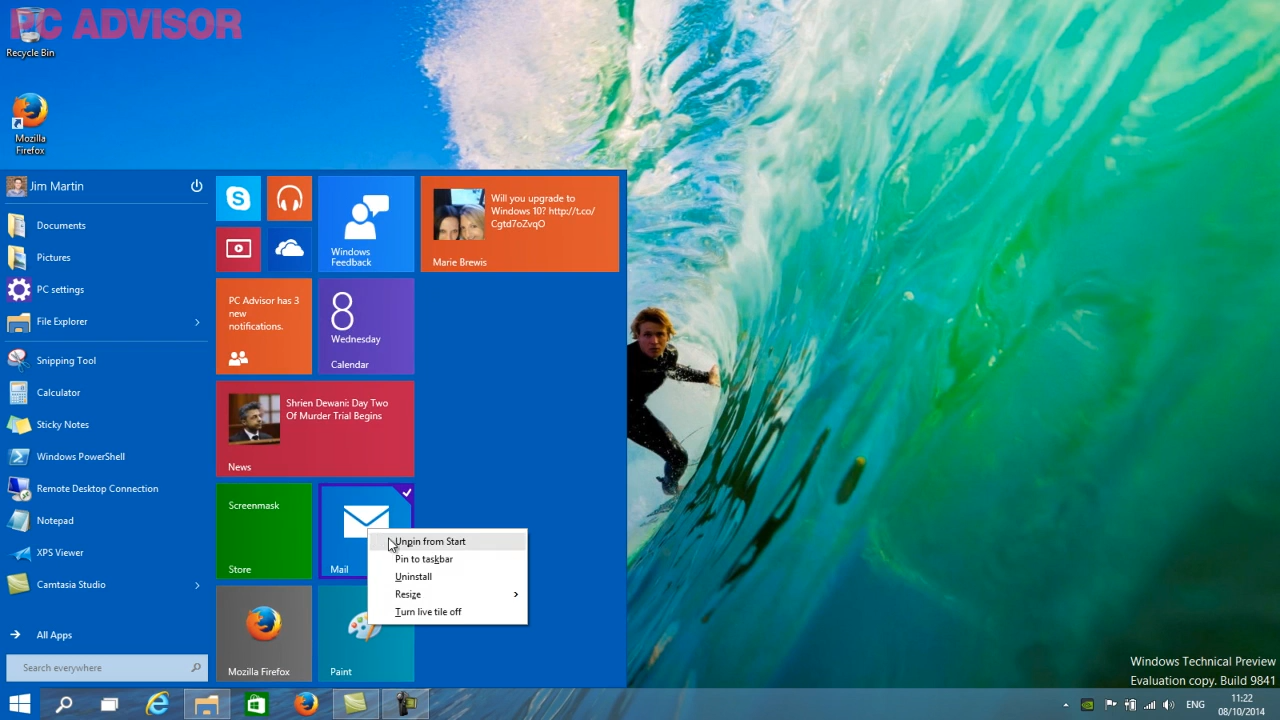 PC ADVISOR
Recycle Bin
Mozilla
Firefox
Jim Martin
Documents
Pictures
PC settings
File Explorer
Snipping Tool
Calculator
Sticky Notes
Windows PowerShell
Remote Desktop Connection
Notepad
XPS Viewer
Camtasia Studio
All Apps
Search everywhere
Windows
Feedback
Will you upgrade to
Windows 10? http://t.co/
Cgtd7oZvqO
Marie Brewis
PC Advisor has 3
new
notifications.
8
Wednesday
Calendar
Shrien Dewani: Day Two
Of Murder Trial Begins
News
Screenmask
Store
Mail
Unpin from Start
Pin to taskbar
Uninstall
Resize
Turn live tile off
Mozilla Firefox
Paint
Windows Technical Preview
Evaluation copy. Build 9841
ENG
11:22
08/10/2014